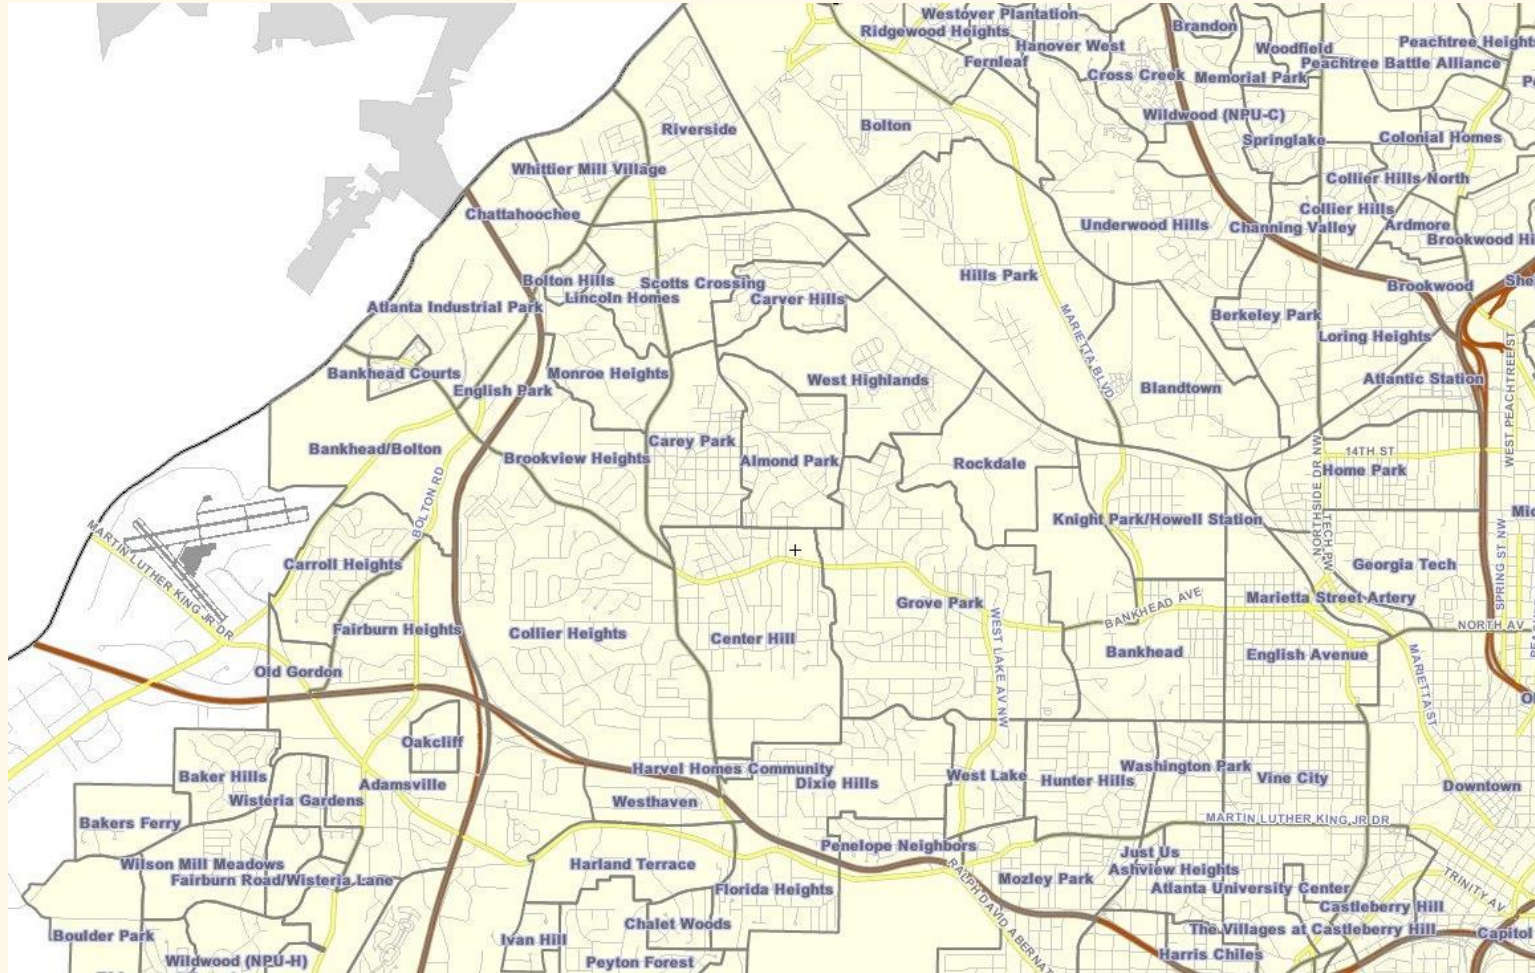 Westover Plantation
Brandon
Ridgewood Heights
Hanover West
Woodfield
Peachtree Heights
Fernleaf
Peachtree Battle Alliance
Cross Creek
Memorial Park
Wildwood (NPU-C)
Riverside
Bolton
Springlake
Colonial Homes
Whittier Mill Village
Collier Hills North
Chattahoochee
Collier Hills
Underwood Hills
Channing Valley
Ardmore
Brookwood Hi
Hills Park
Bolton Hills
Scotts Crossing
She
Brookwood
Lincoln Homes
Carver Hills
Atlanta Industrial Park
Berkeley Park
Loring Heights
MARIETTA BLVD
WEST PEACHTREE ST
Bankhead Courts
Monroe Heights
West Highlands
Atlantic Station
English Park
Blandtown
Carey Park
Bankhead/Bolton
Brookview Heights
Almond Park
Rockdale
14TH ST
Home Park
NORTHSIDE DR NW
TECH PW
BOLTON RD
Knight Park/Howell Station
Mid
MARTIN LUTHER KING JR DR
Carroll Heights
Georgia Tech
SPRING ST NW
Grove Park
BANKHEAD AVE
Marietta Street Artery
Fairburn Heights
Collier Heights
Center Hill
WEST LAKE AV NW
NORTH AV
Bankhead
English Avenue
Old Gordon
MARIETTA ST
Oakcliff
Harvel Homes Community
Baker Hills
Adamsville
Dixie Hills
West Lake
Hunter Hills
Washington Park
Vine City
Downtown
Wisteria Gardens
Westhaven
Bakers Ferry
MARTIN LUTHER KING JR DR
Penelope Neighbors
Just Us
Wilson Mill Meadows
Harland Terrace
Ashview Heights
Fairburn Road/Wisteria Lane
Florida Heights
Mozley Park
Atlanta University Center
TRINITY AV
RALPH DAVID ABERNAT
Castleberry Hill
Chalet Woods
The Villages at Castleberry Hill
Capitol
Boulder Park
Ivan Hill
Harris Chiles
Wildwood (NPU-H)
Peyton Forest